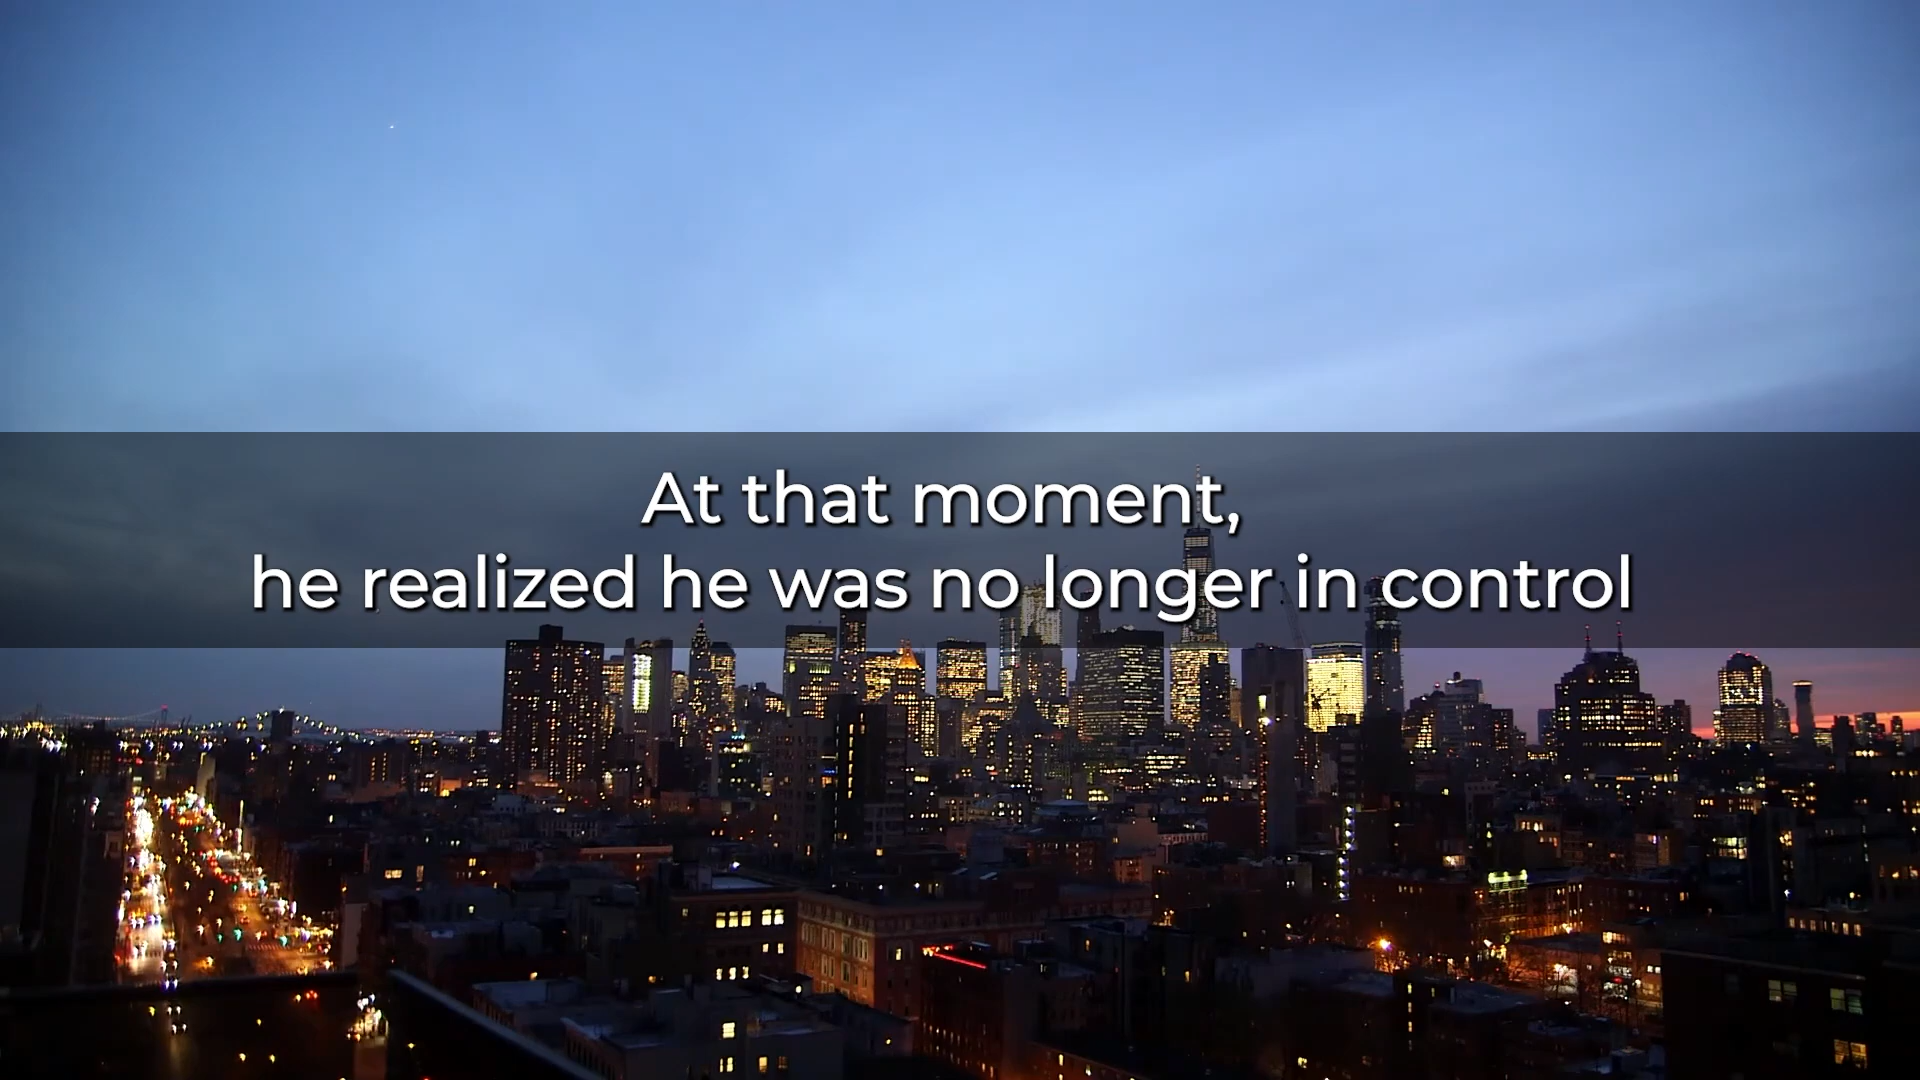 At that moment,
he realized he was no longer in control